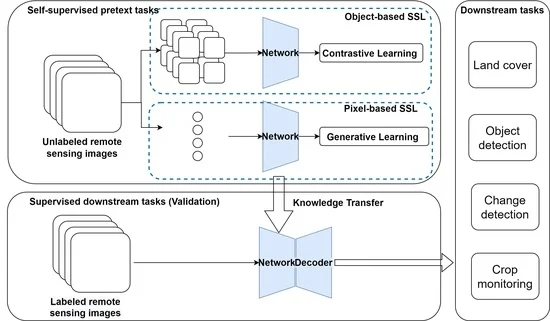 Self-supervised pretext tasks
Object-based SSL
Network
Contrastive Learning
Unlabeled remote
sensing images
Pixel-based SSL
Network
Generative Learning
Knowledge Transfer
Supervised downstream tasks (Validation)
Labeled remote
sensing images
NetworkDecoder
Downstream tasks
Land cover
Object
detection
Change
detection
Crop
monitoring